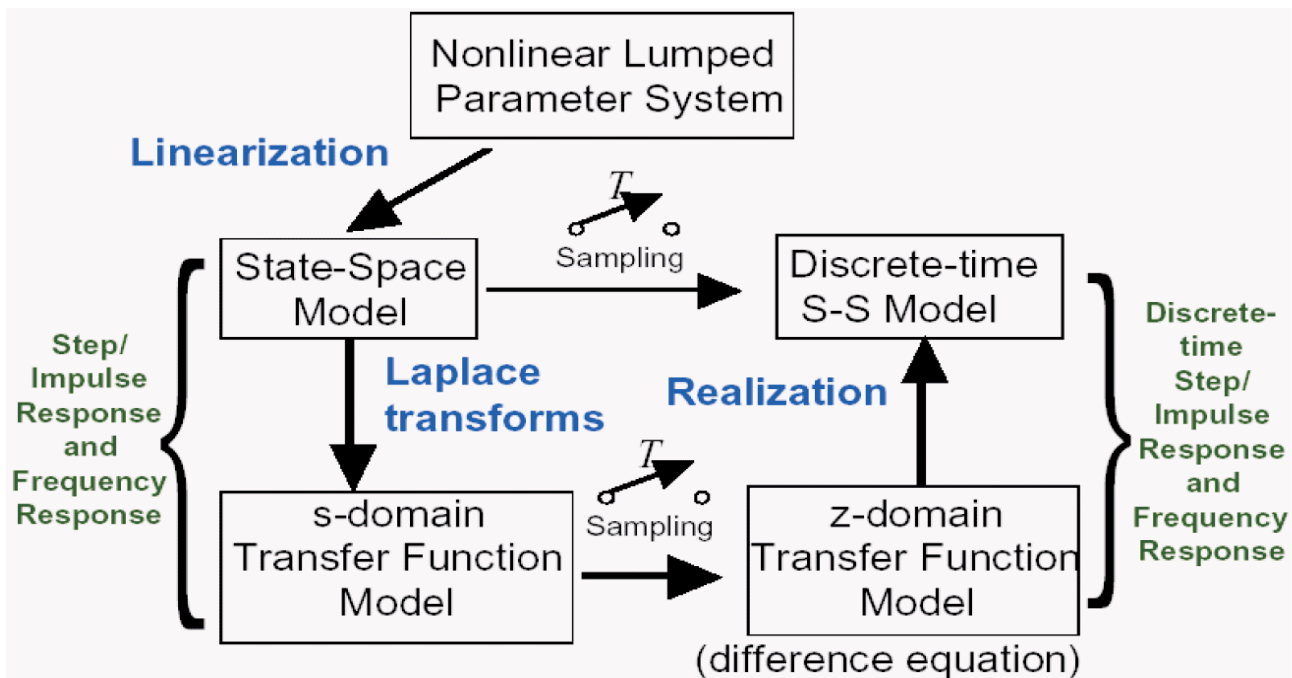 Nonlinear Lumped
Parameter System
Linearization
T
Sampling
State-Space
Model
Discrete-time
S-S Model
Step/
Impulse
Response
and
Frequency
Response
Laplace
transforms
Realization
Discrete-
time
Step/
Impulse
Response
and
Frequency
Response
T
Sampling
s-domain
Transfer Function
Model
z-domain
Transfer Function
Model
(difference equation)